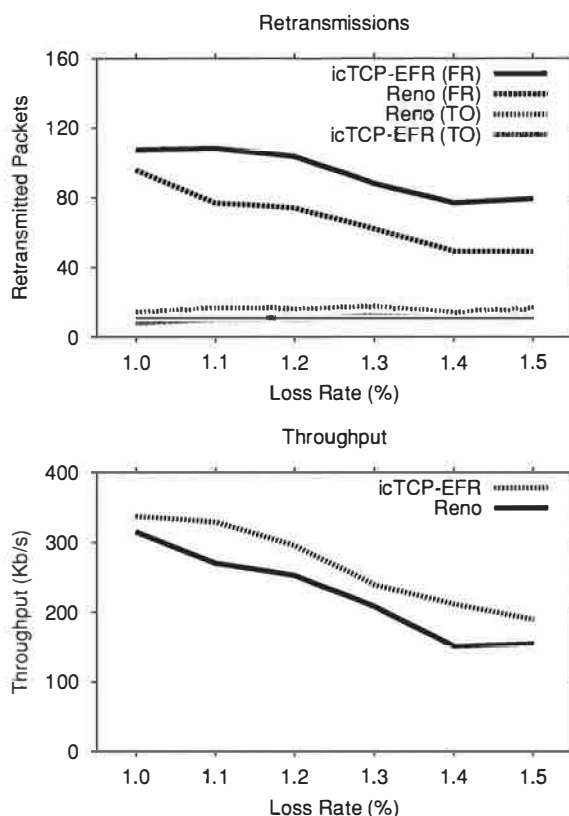 Retransmissions
160
120
80
40
0
Retransmitted Packets
icTCP-EFR (FR)
Reno (FR)
Reno (TO)
icTCP-EFR (TO)
1.0 1.1 1.2 1.3 1.4 1.5
Loss Rate (%)
Throughput
400
300
200
100
0
Throughput (Kb/s)
icTCP-EFR
Reno
1.0 1.1 1.2 1.3 1.4 1.5
Loss Rate (%)